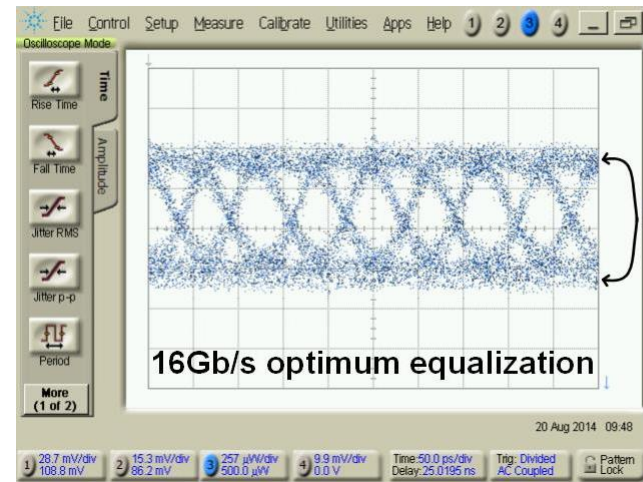 File Control Setup Measure Calibrate Utilities Apps Help 1 2 3 4
Oscilloscope Mode
Time
Amplitude
Rise Time
Fall Time
Jitter RMS
Jitter p-p
Period
More
(1 of 2)
16Gb/s optimum equalization
20 Aug 2014 09:48
1 28.7 mV/div
108.8 mV
2 15.3 mV/div
86.2 mV
3 257 µW/div
500.0 µW
4 9.9 mV/div
0.0 V
Time:50.0 ps/div
Delay:25.0195 ns
Trig: Divided
AC Coupled
Pattern
Lock